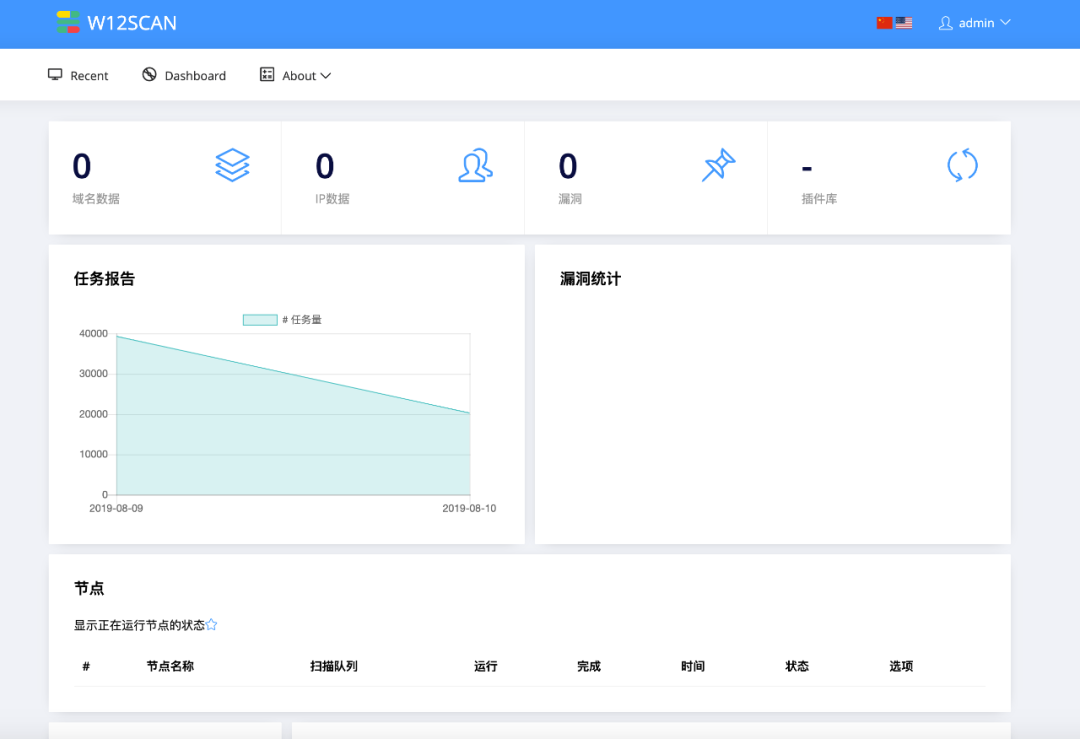 W12SCAN
admin
Recent Dashboard About
0 0 0 -
域名数据 IP数据 漏洞 插件库
任务报告 漏洞统计
# 任务量
40000
30000
20000
10000
0
2019-08-09 2019-08-10
节点
显示正在运行节点的状态
# 节点名称 扫描队列 运行 完成 时间 状态 选项